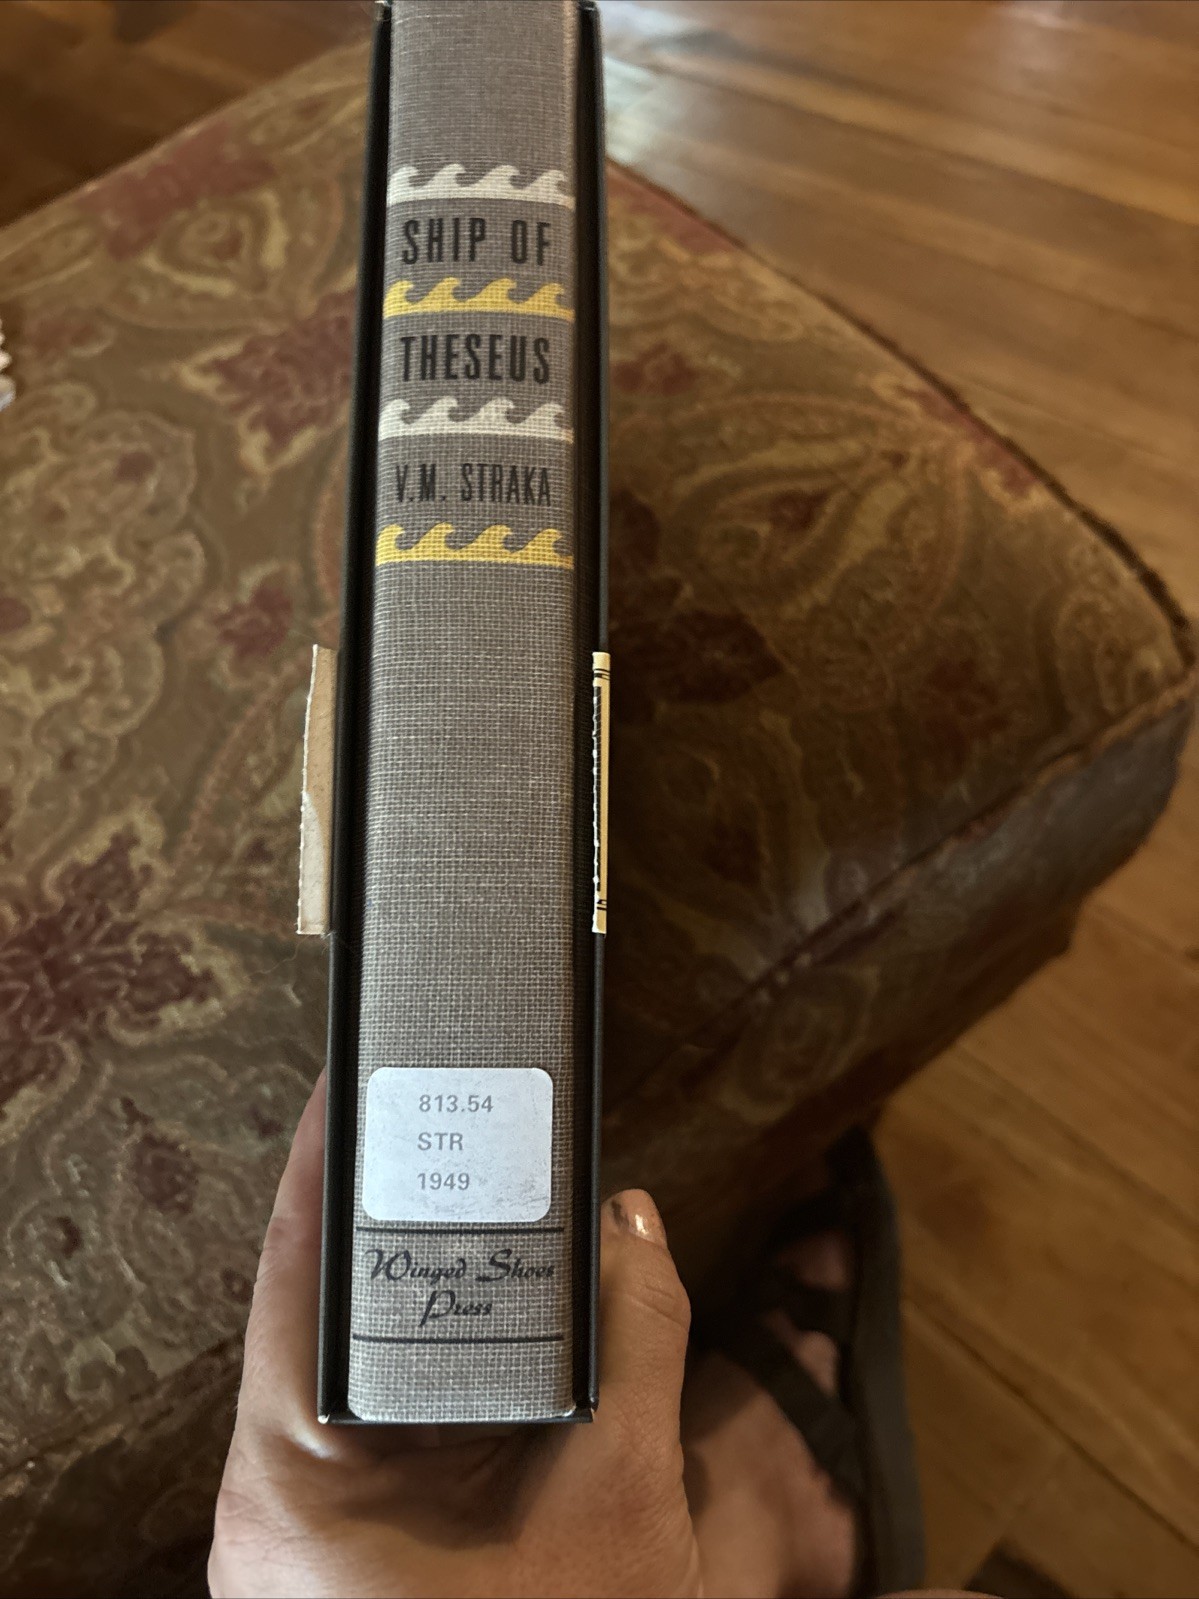 SHIP OF
THESEUS
V.M. STRAKA
813.54
STR
1949
Winged Shoes
Press